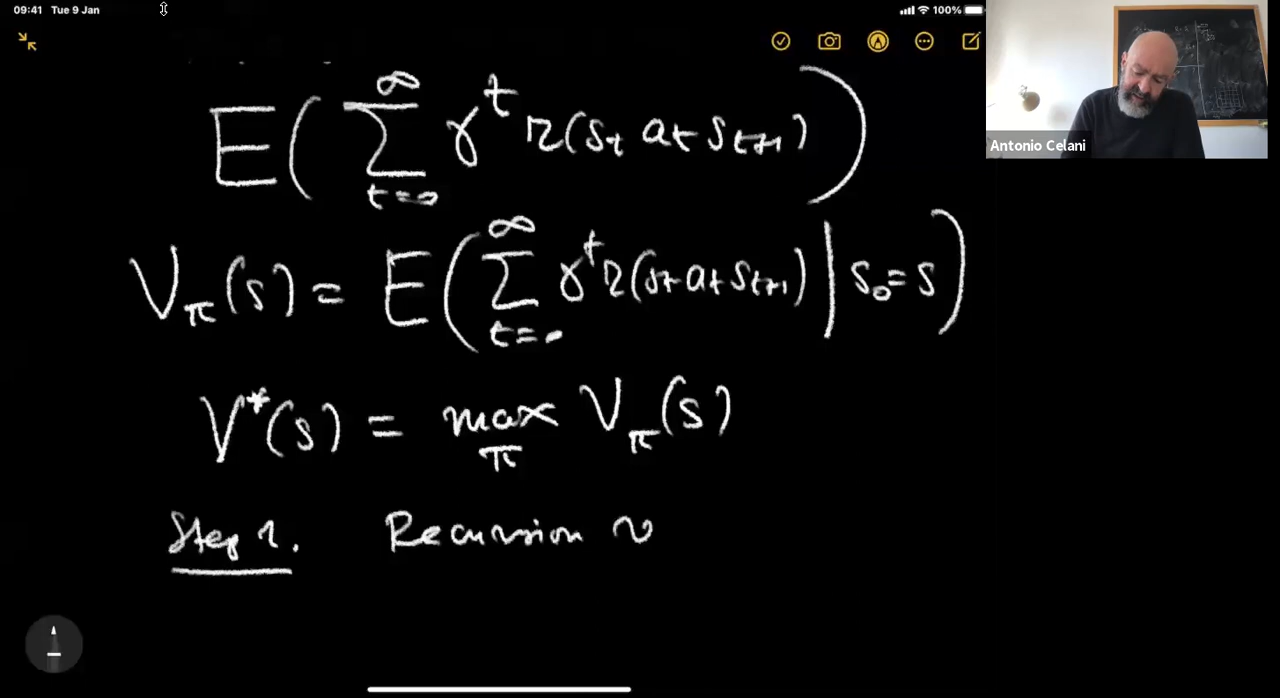 09:41 Tue 9 Jan 100%
E(∑_{t=0}^{∞} γ^t r(s_t a_t s_{t+1}))
Antonio Celani
V_π(s) = E(∑_{t=0}^{∞} γ^t r(s_t a_t s_{t+1}) | s_0=s)
V*(s) = max_π V_π(s)
Step 1. Recursion